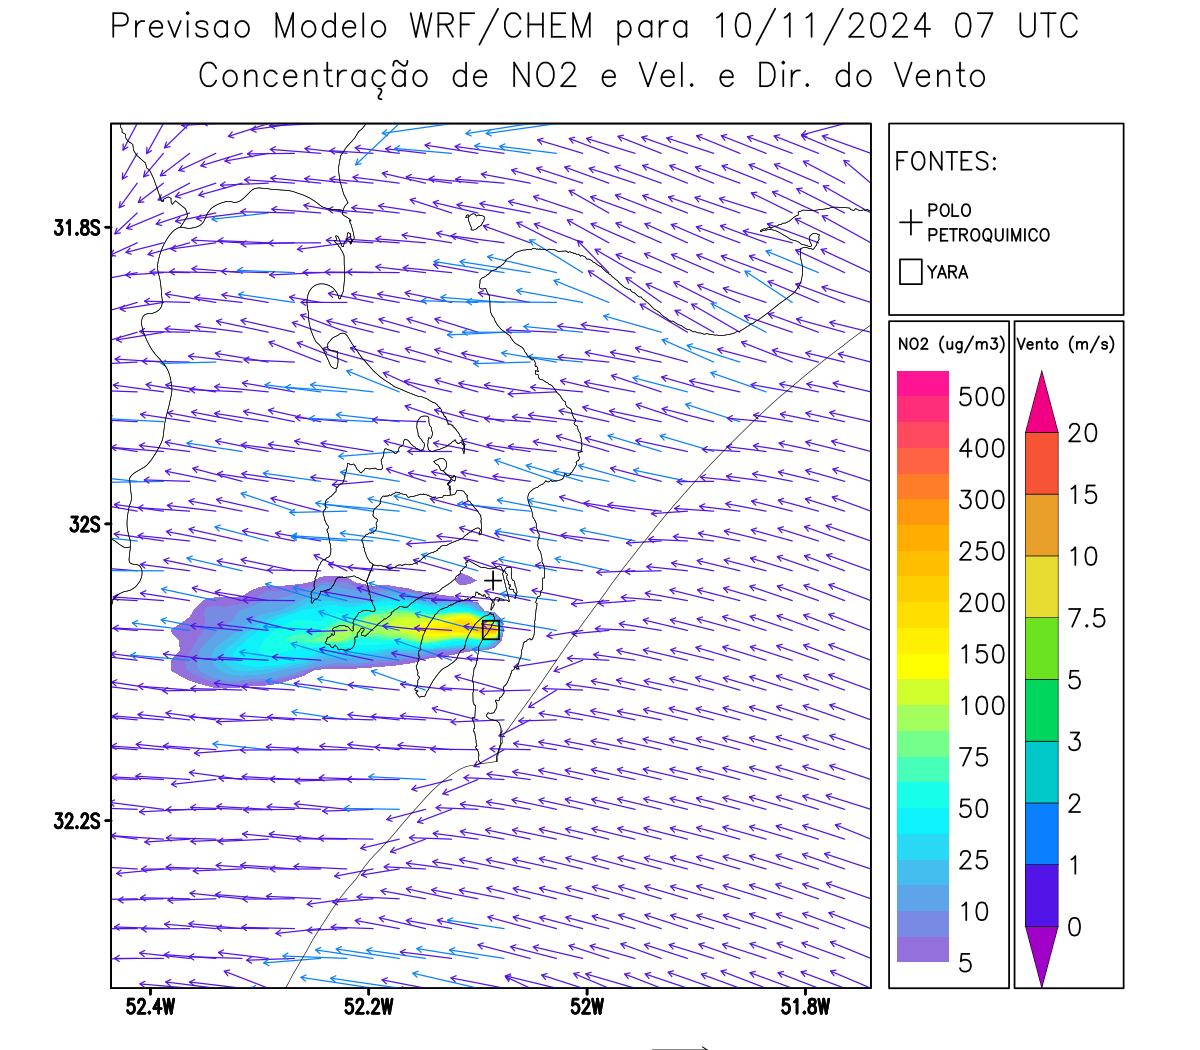 Previsao Modelo WRF/CHEM para 10/11/2024 07 UTC
Concentração de NO2 e Vel. e Dir. do Vento
FONTES:
POLO
PETROQUIMICO
YARA
NO2 (ug/m3)
500
400
300
250
200
150
100
75
50
25
10
5
Vento (m/s)
20
15
10
7.5
5
3
2
1
0
31.8S
32S
32.2S
52.4W 52.2W 52W 51.8W